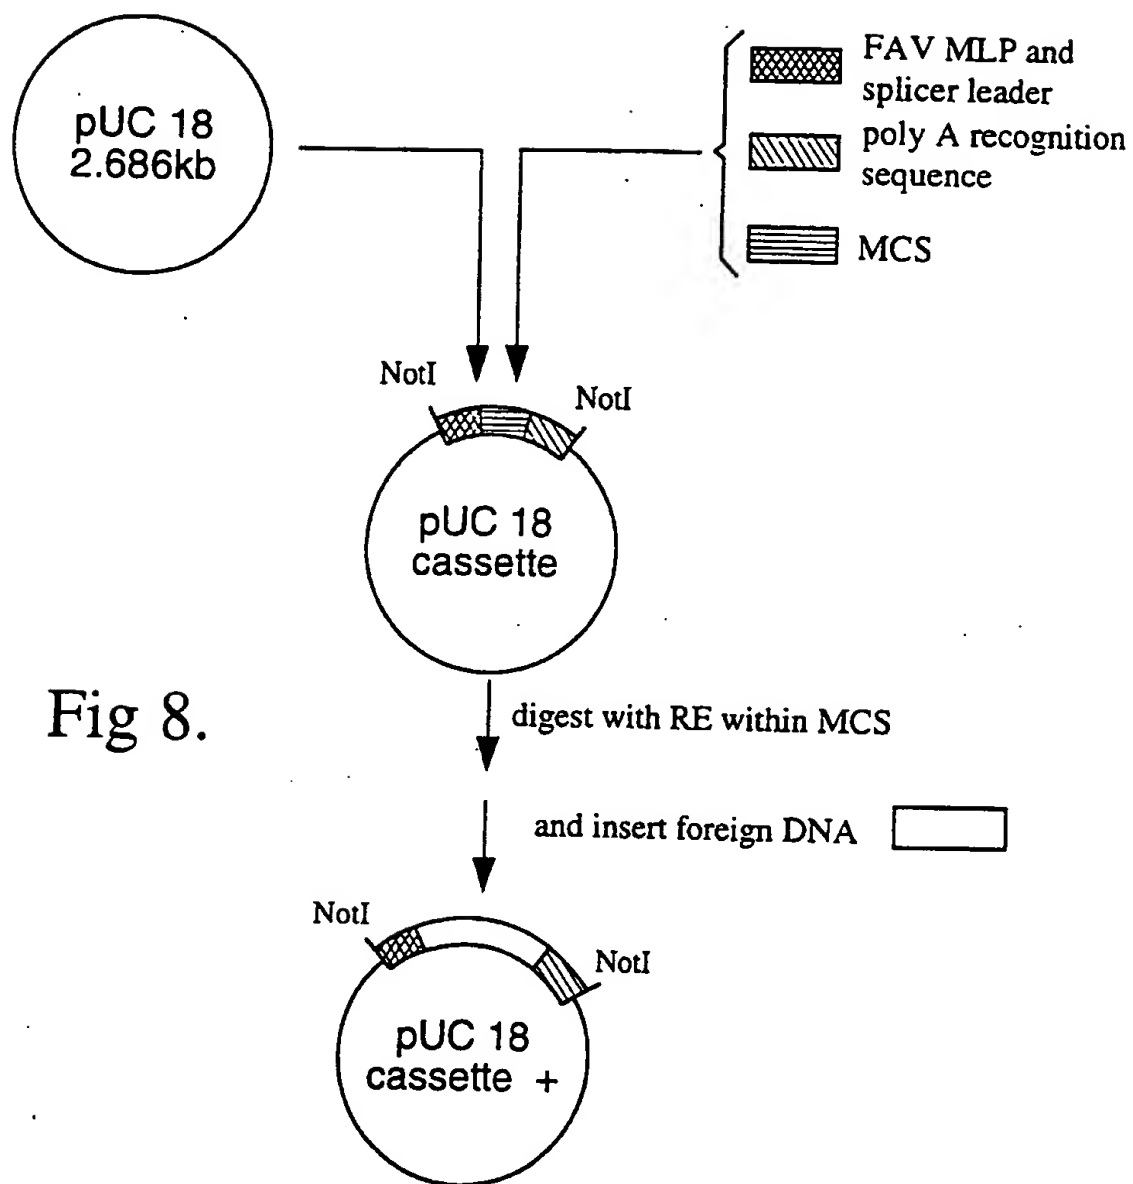 pUC 18
2.686kb
FAV MLP and
splicer leader
poly A recognition
sequence
MCS
NotI
NotI
pUC 18
cassette
Fig 8.
digest with RE within MCS
and insert foreign DNA
NotI
NotI
pUC 18
cassette +